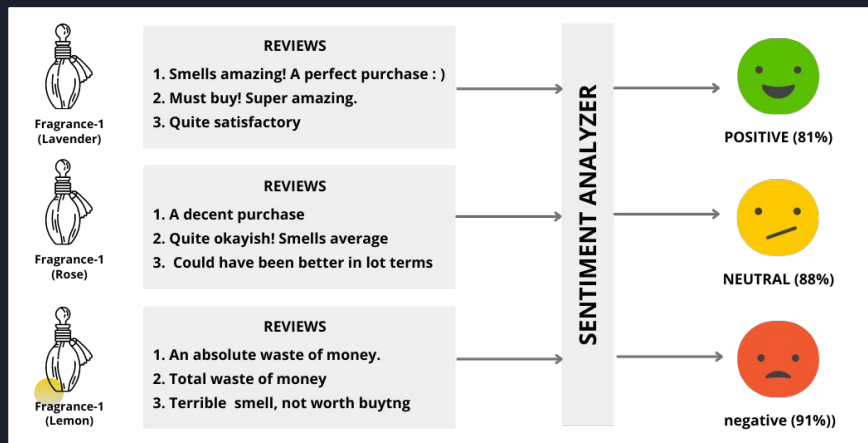 REVIEWS
1. Smells amazing! A perfect purchase : )
2. Must buy! Super amazing.
3. Quite satisfactory
Fragrance-1
(Lavender)
POSITIVE (81%)
REVIEWS
1. A decent purchase
2. Quite okayish! Smells average
3. Could have been better in lot terms
Fragrance-1
(Rose)
NEUTRAL (88%)
REVIEWS
1. An absolute waste of money.
2. Total waste of money
3. Terrible smell, not worth buytng
Fragrance-1
(Lemon)
negative (91%))
SENTIMENT ANALYZER